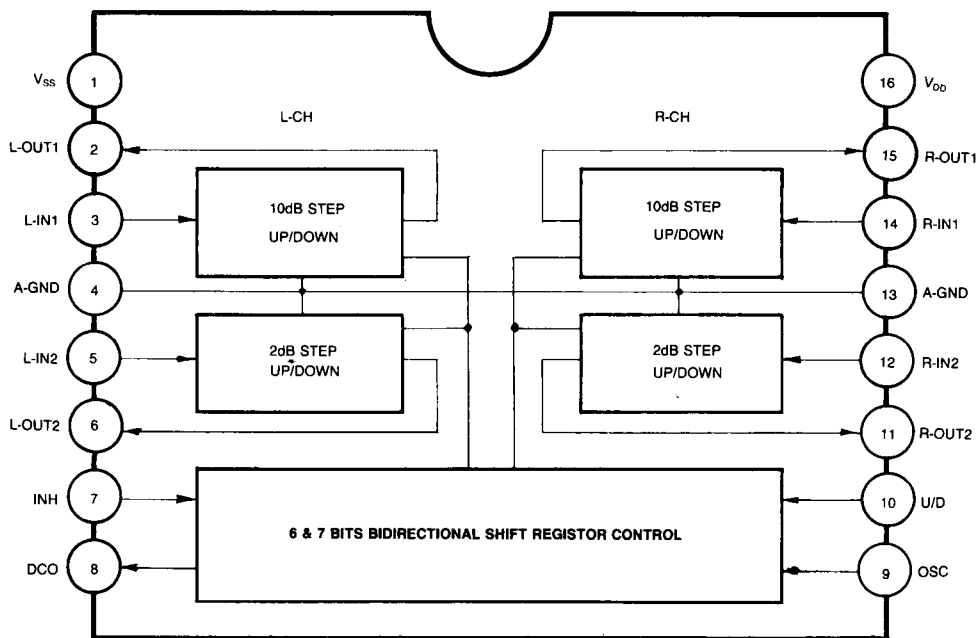 VSS 1
L-OUT1 2
L-IN1 3
A-GND 4
L-IN2 5
L-OUT2 6
INH 7
DCO 8
L-CH
R-CH
10dB STEP
UP/DOWN
10dB STEP
UP/DOWN
2dB STEP
UP/DOWN
2dB STEP
UP/DOWN
6 & 7 BITS BIDIRECTIONAL SHIFT REGISTOR CONTROL
16 VDD
15 R-OUT1
14 R-IN1
13 A-GND
12 R-IN2
11 R-OUT2
10 U/D
9 OSC